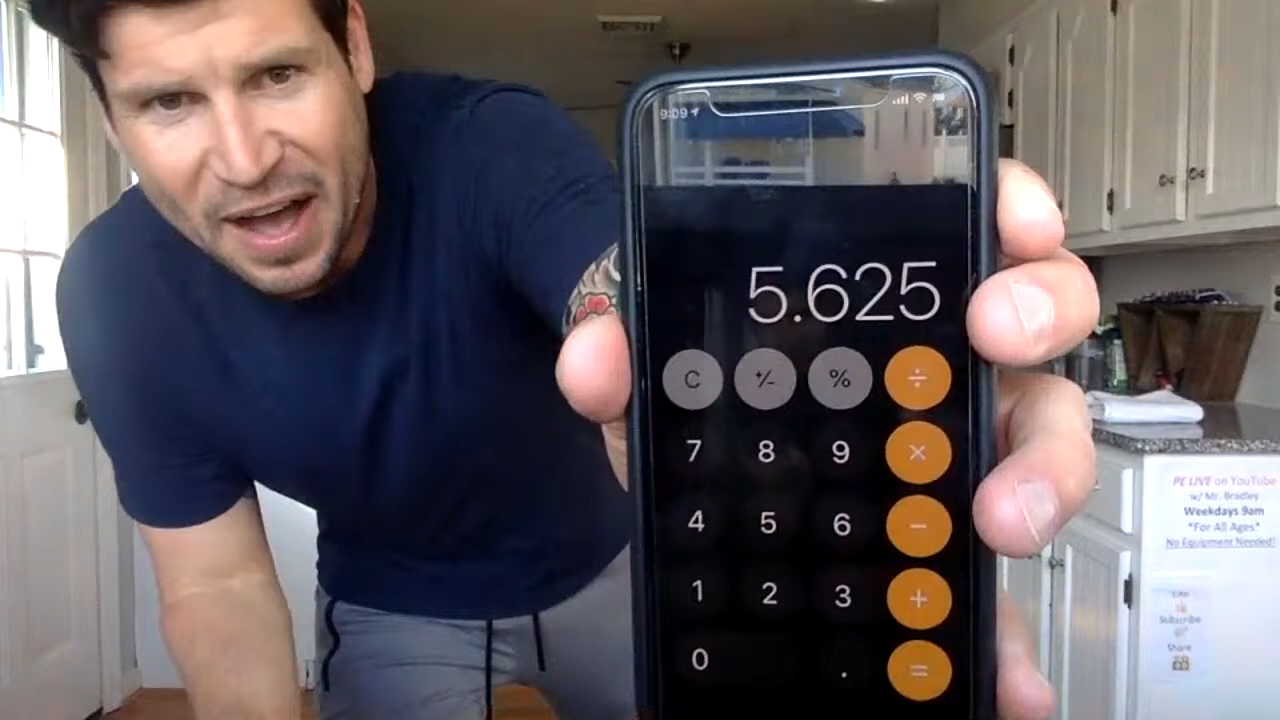 9:09
5.625
C +/- % ÷
7 8 9 ×
4 5 6 −
1 2 3 +
0 . =
PE LIVE on YouTube
w/ Mr. Bradley
Weekdays 9am
*For All Ages*
No Equipment Needed!
Like
Subscribe
Share